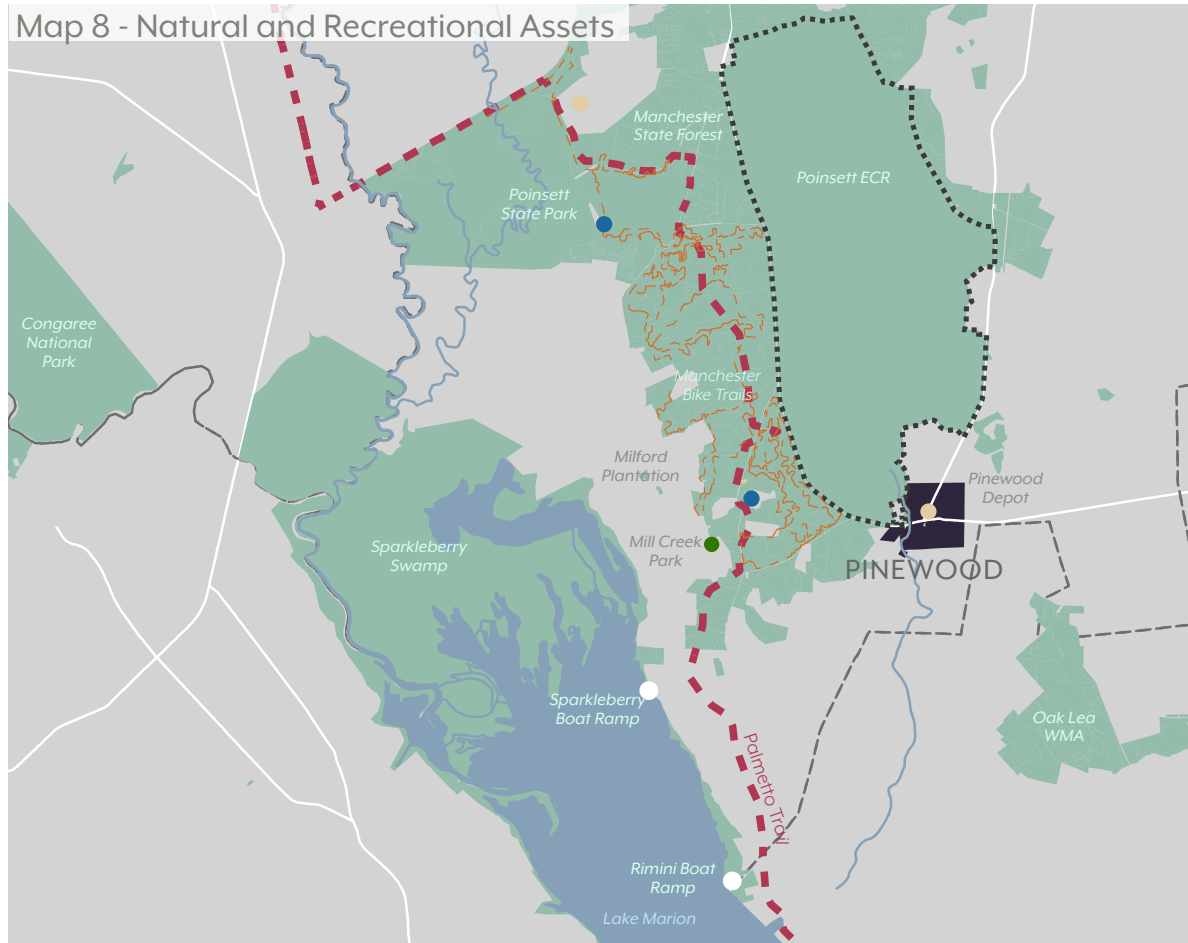 Map 8 - Natural and Recreational Assets
Manchester
State Forest
Poinsett ECR
Poinsett
State Park
Congaree
National
Park
Manchester
Bike Trails
Milford
Plantation
Pinewood
Depot
Sparkleberry
Swamp
Mill Creek
Park
PINEWOOD
Sparkleberry
Boat Ramp
Oak Lea
WMA
Palmetto Trail
Rimini Boat
Ramp
Lake Marion